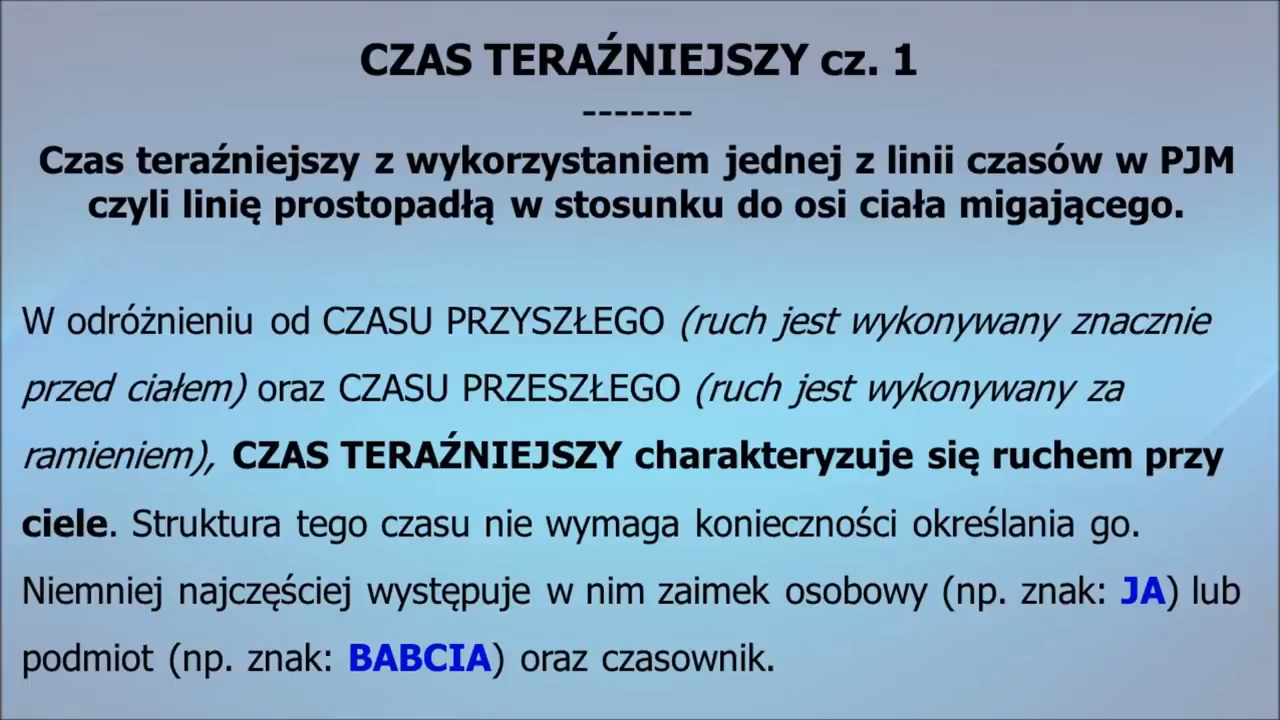 CZAS TERAŹNIEJSZY cz. 1
-------
Czas teraźniejszy z wykorzystaniem jednej z linii czasów w PJM
czyli linię prostopadłą w stosunku do osi ciała migającego.
W odróżnieniu od CZASU PRZYSZŁEGO (ruch jest wykonywany znacznie
przed ciałem) oraz CZASU PRZESZŁEGO (ruch jest wykonywany za
ramieniem), CZAS TERAŹNIEJSZY charakteryzuje się ruchem przy
ciele. Struktura tego czasu nie wymaga konieczności określania go.
Niemniej najczęściej występuje w nim zaimek osobowy (np. znak: JA) lub
podmiot (np. znak: BABCIA) oraz czasownik.